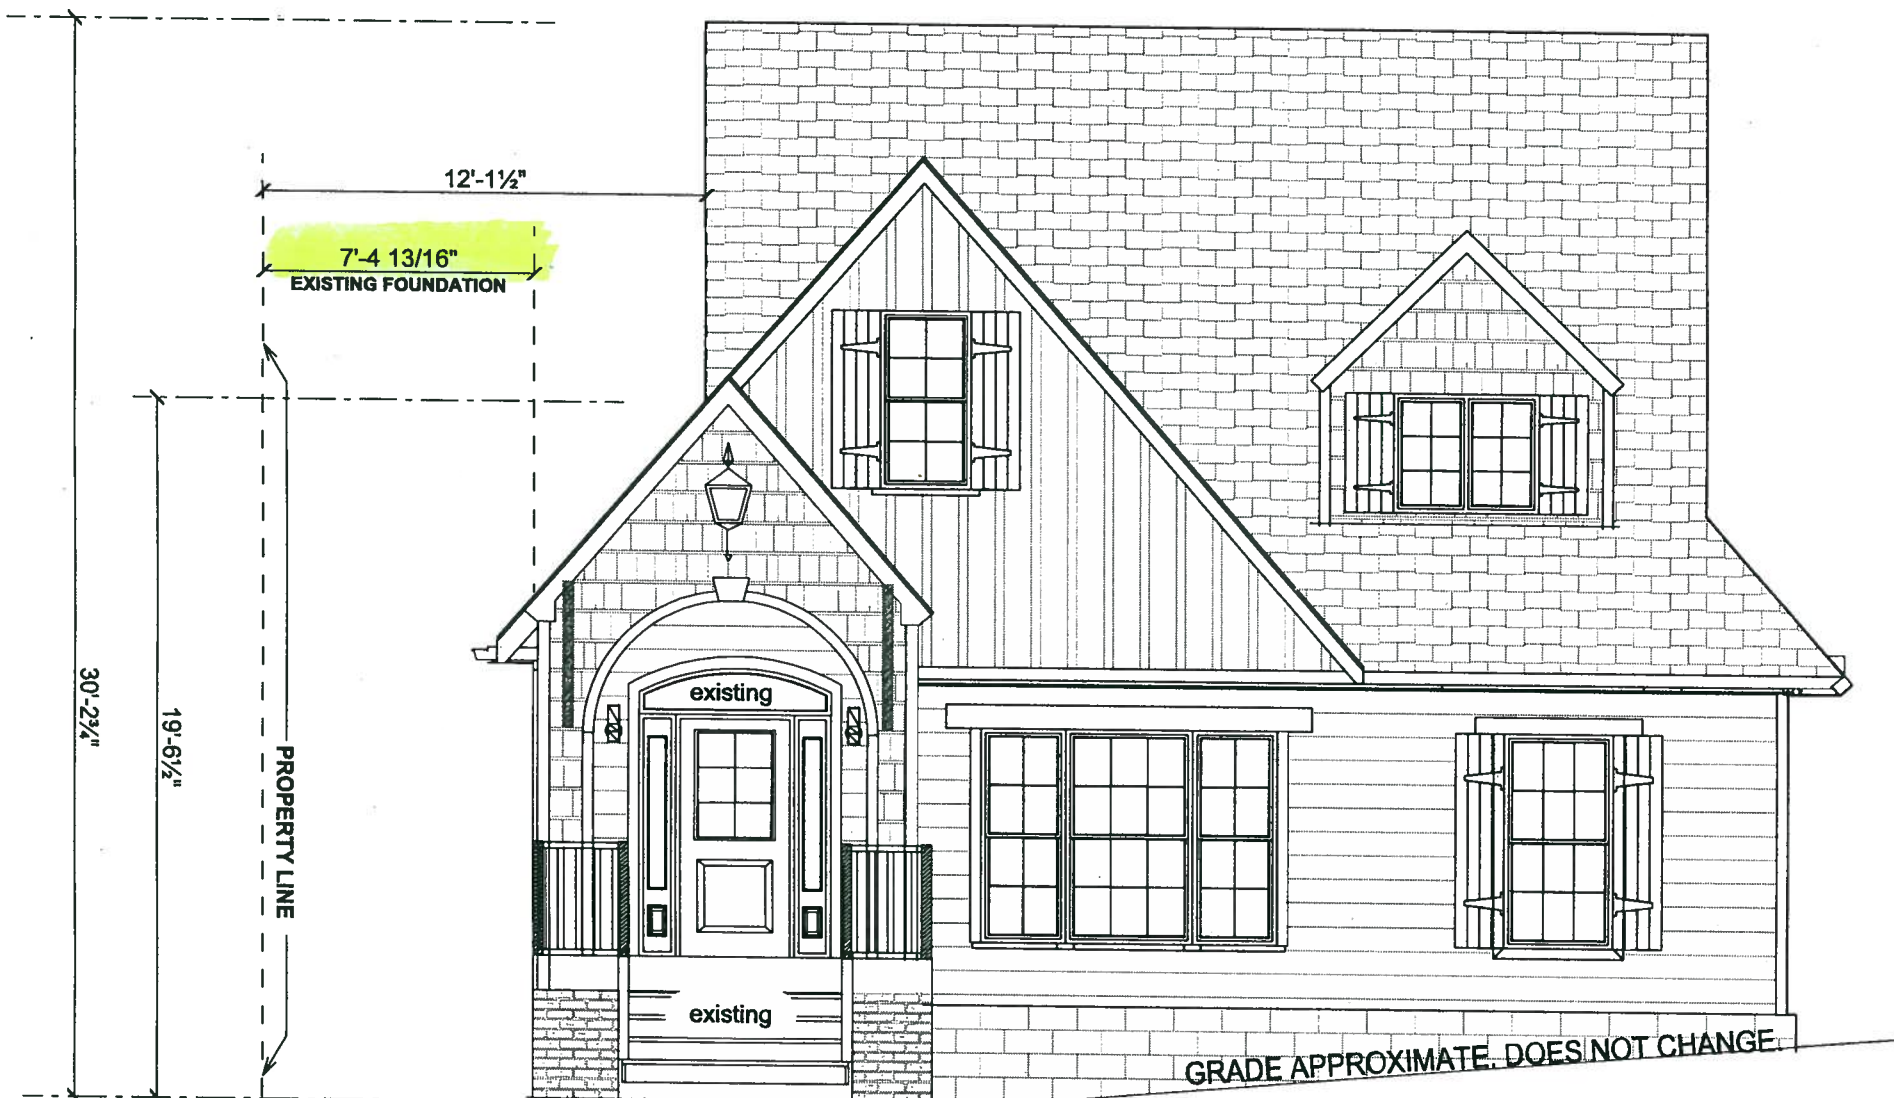 12'-1½"
7'-4 13/16"
EXISTING FOUNDATION
30'-2¾"
19'-6½"
PROPERTY LINE
existing
existing
GRADE APPROXIMATE. DOES NOT CHANGE.